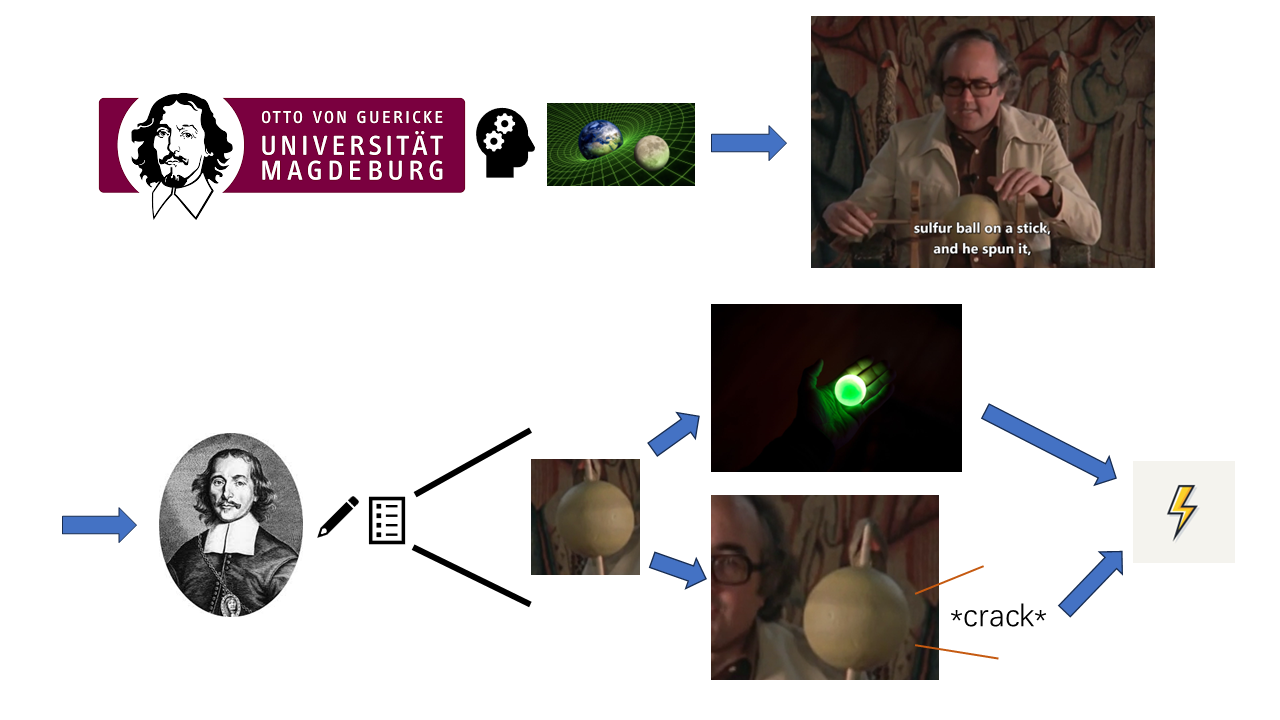 OTTO VON GUERICKE
UNIVERSITÄT
MAGDEBURG
sulfur ball on a stick,
and he spun it,
*crack*